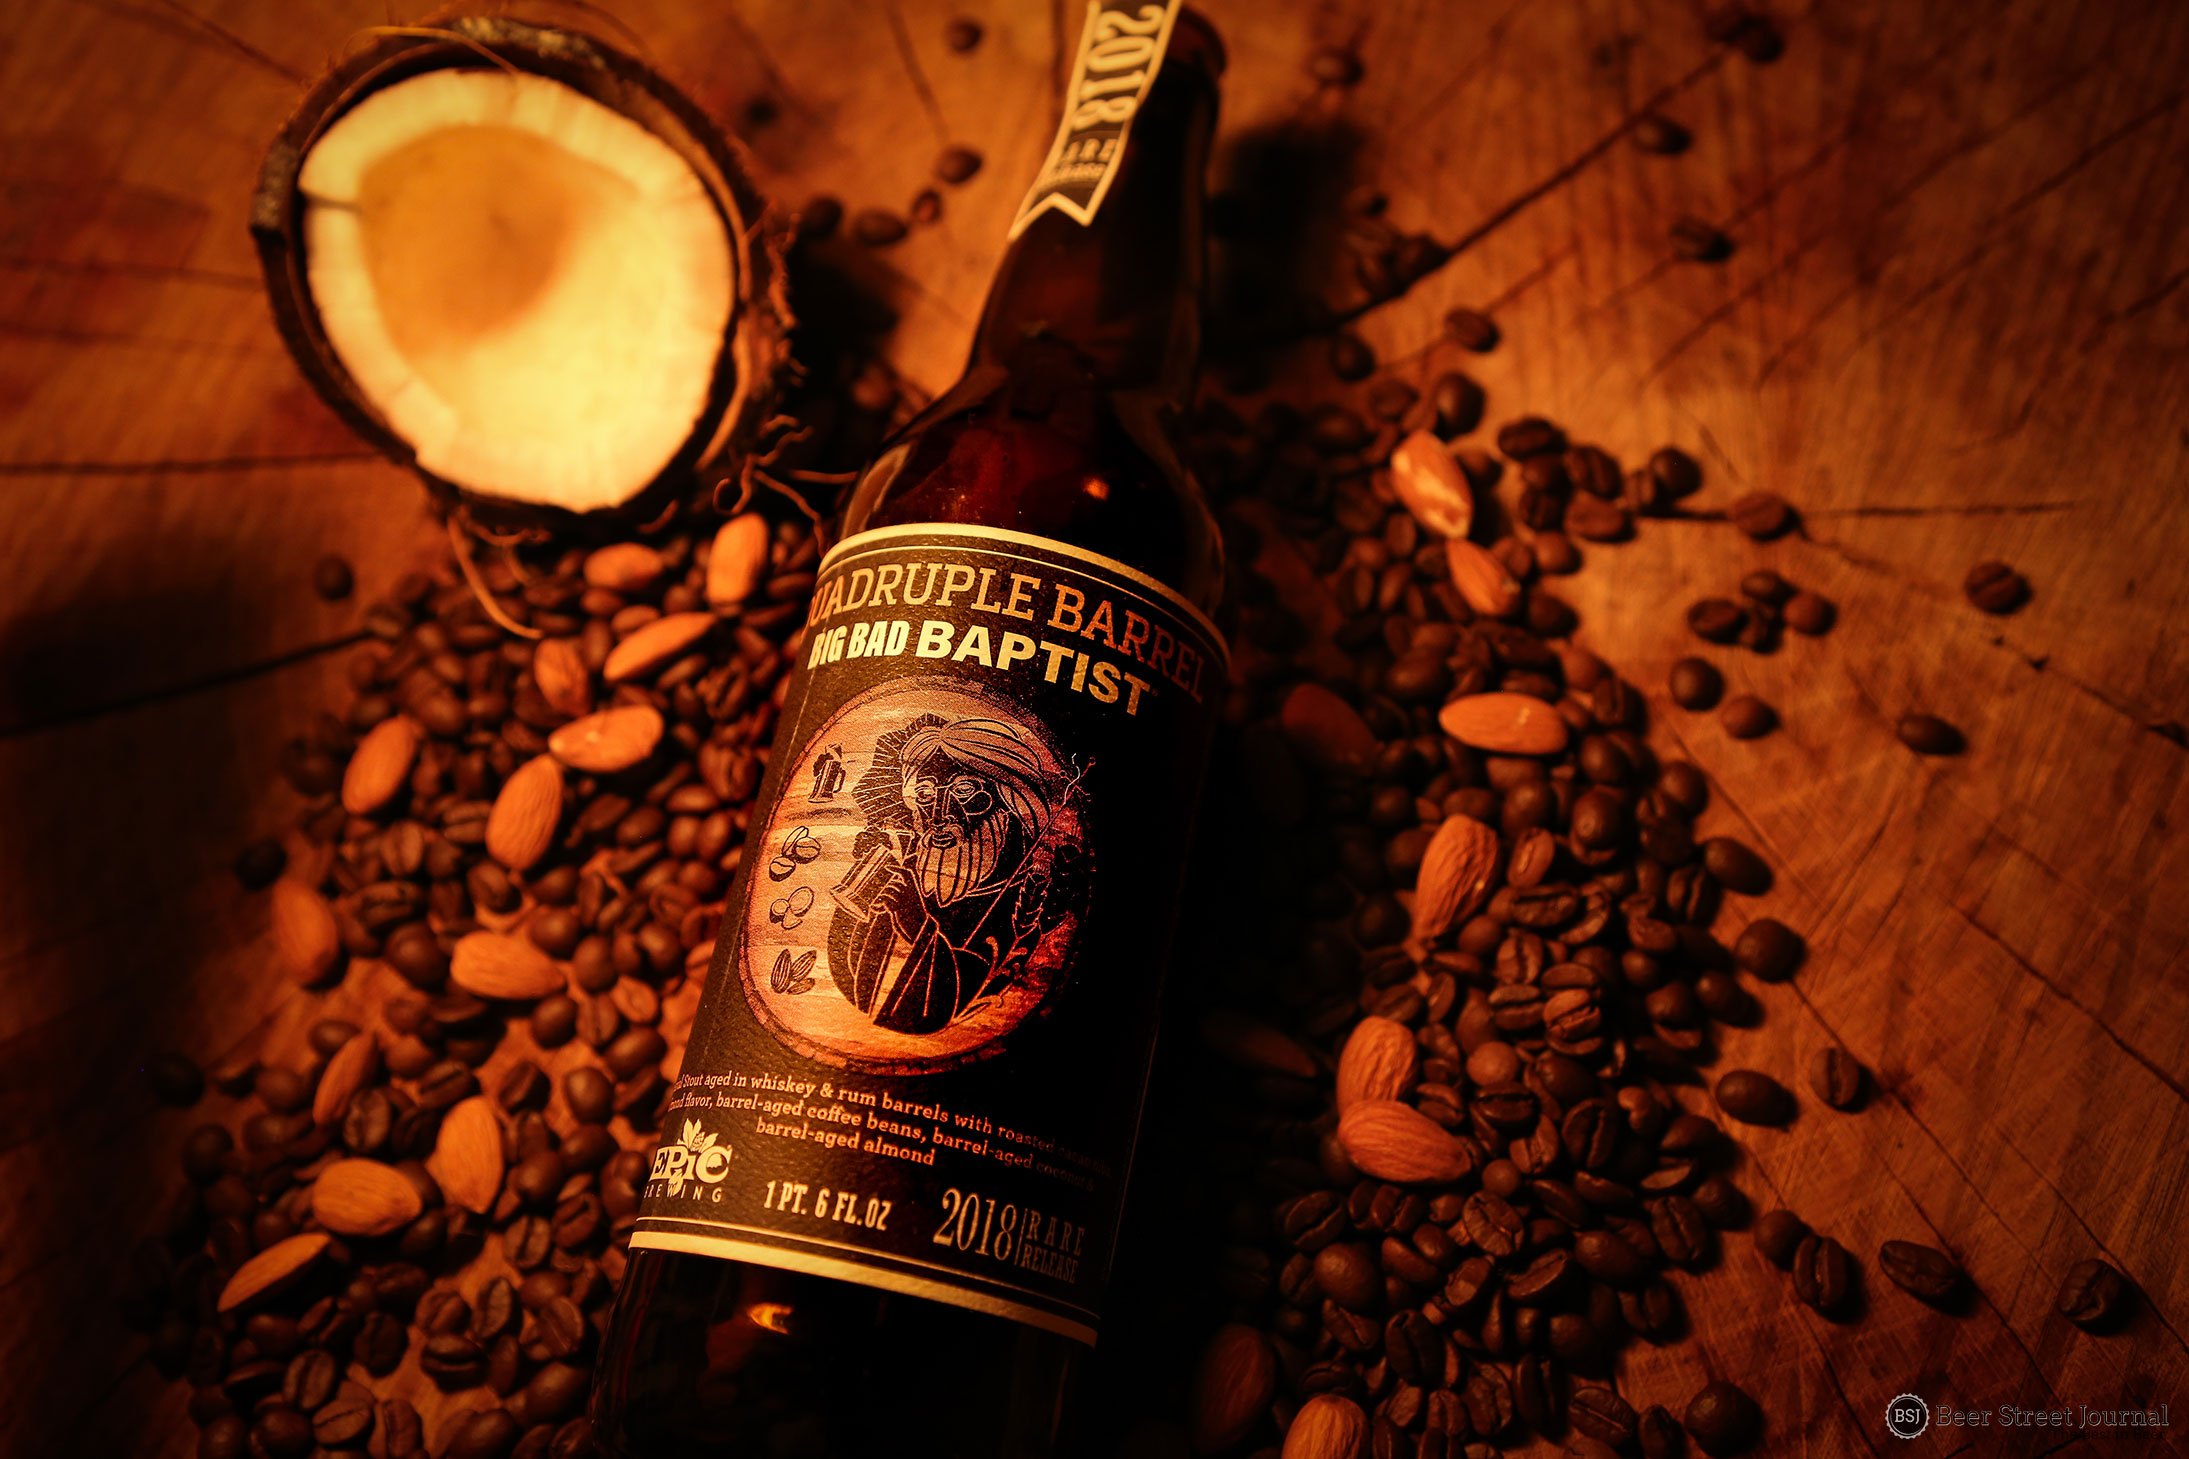 2018
RARE
QUADRUPLE BARREL
BIG BAD BAPTIST
Stout aged in whiskey & rum barrels with roasted cacao
flavor, barrel-aged coffee beans, barrel-aged coconut &
barrel-aged almond
EPIC
BREWING
1 PT. 6 FL.OZ
2018 RARE
RELEASE
BSJ Beer Street Journal